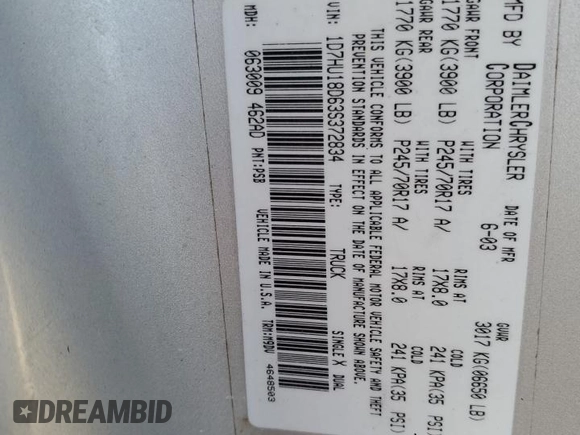 MFD BY DAIMLERCHRYSLER
CORPORATION
DATE OF MFR 6-03
GVWR 3017 KG(06650 LB)
GAWR FRONT WITH TIRES RIMS AT COLD
1770 KG(3900 LB) P245/70R17 A/ 17X8.0 241 KPA(35 PSI)
GAWR REAR WITH TIRES RIMS AT COLD
1770 KG(3900 LB) P245/70R17 A/ 17X8.0 241 KPA(35 PSI)
THIS VEHICLE CONFORMS TO ALL APPLICABLE FEDERAL MOTOR VEHICLE SAFETY AND THEFT
PREVENTION STANDARDS IN EFFECT ON THE DATE OF MANUFACTURE SHOWN ABOVE.
1D7HU18D63S372834 TYPE: TRUCK SINGLE X DUAL
MDH: 063009 462AD PNT:PSB
VEHICLE MADE IN U.S.A. TRM:M9DV 4648503
DREAMBID